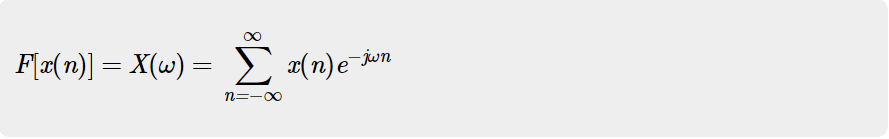 F[x(n)] = X(ω) = ∑_{n=−∞}^{∞} x(n) e^{−jωn}